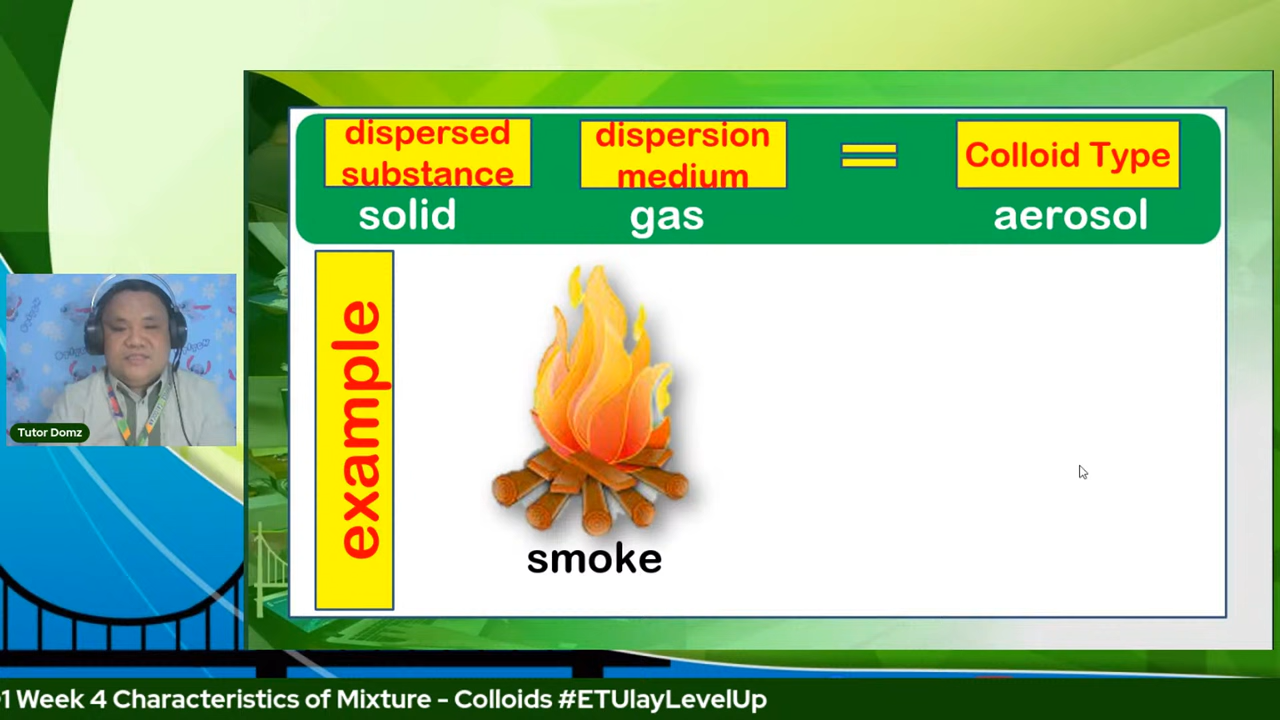 dispersed
substance
dispersion
medium
Colloid Type
solid
gas
aerosol
example
smoke
Tutor Domz
1 Week 4 Characteristics of Mixture - Colloids #ETUlayLevelUp